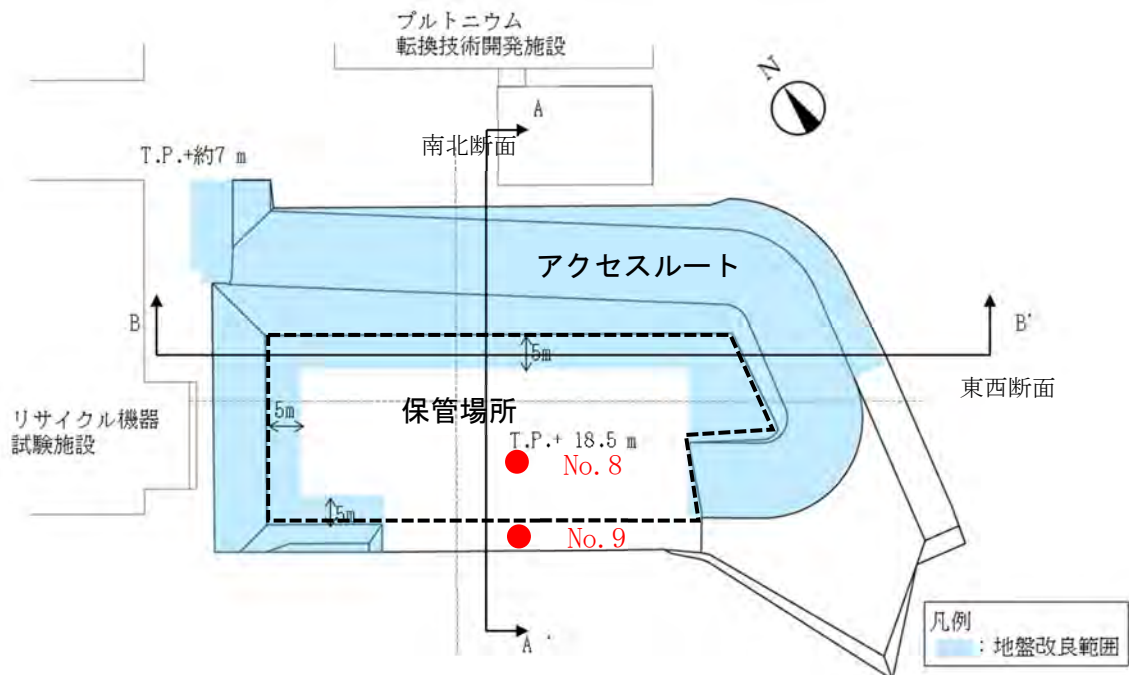 プルトニウム
転換技術開発施設
N
A
南北断面
T.P.+約7 m
アクセスルート
B
B'
5m
東西断面
リサイクル機器
試験施設
5m
保管場所
T.P.+ 18.5 m
No.8
5m
No.9
A'
凡例
：地盤改良範囲